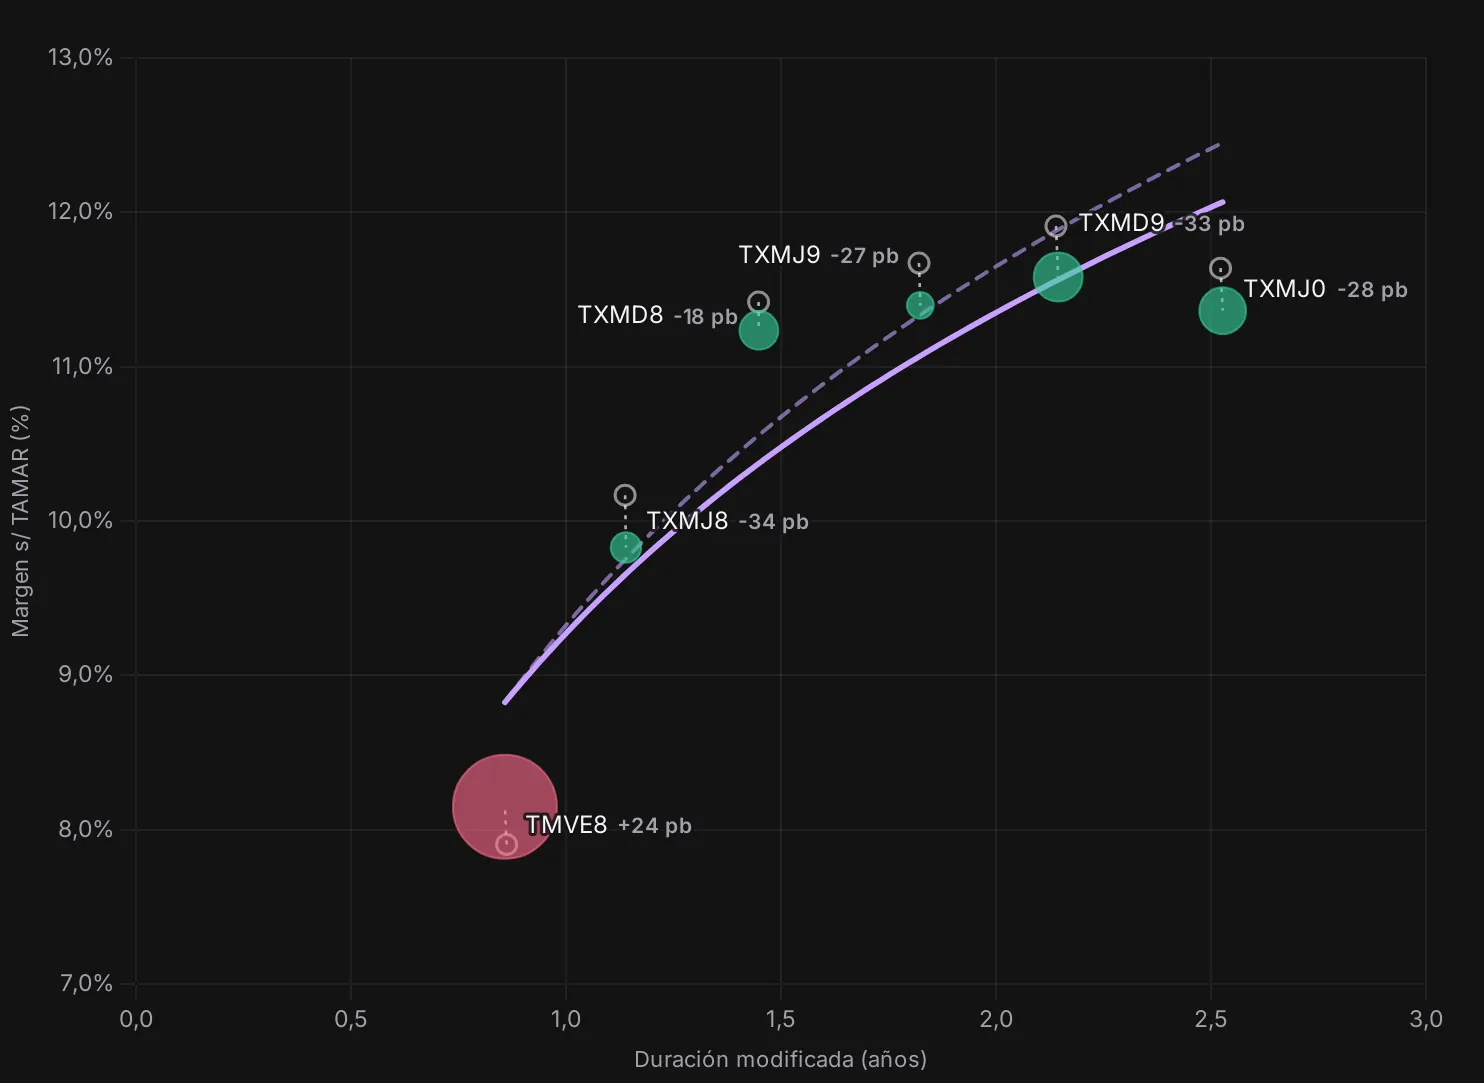 13,0%
12,0%
TXMD9 -33 pb
TXMJ9 -27 pb
TXMJ0 -28 pb
TXMD8 -18 pb
11,0%
10,0%
TXMJ8 -34 pb
Margen s/ TAMAR (%)
9,0%
8,0%
TMVE8 +24 pb
7,0%
0,0 0,5 1,0 1,5 2,0 2,5 3,0
Duración modificada (años)